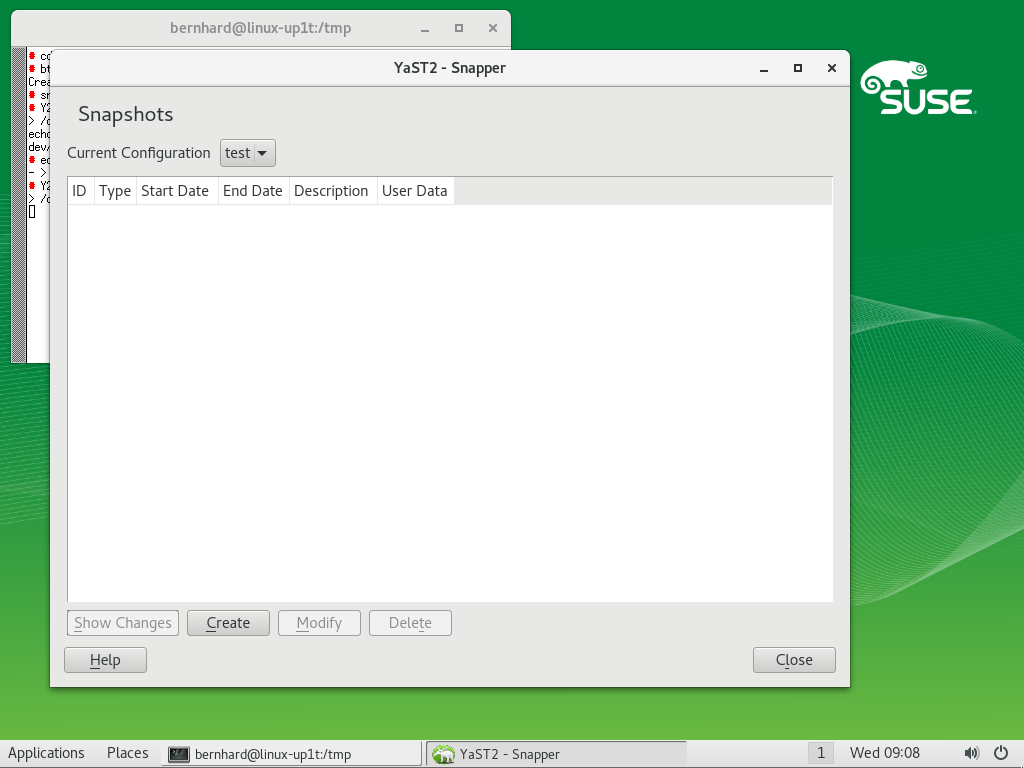 bernhard@linux-up1t:/tmp
YaST2 - Snapper
SUSE
Snapshots
Current Configuration test
ID Type Start Date End Date Description User Data
Show Changes Create Modify Delete
Help Close
Applications Places bernhard@linux-up1t:/tmp YaST2 - Snapper 1 Wed 09:08